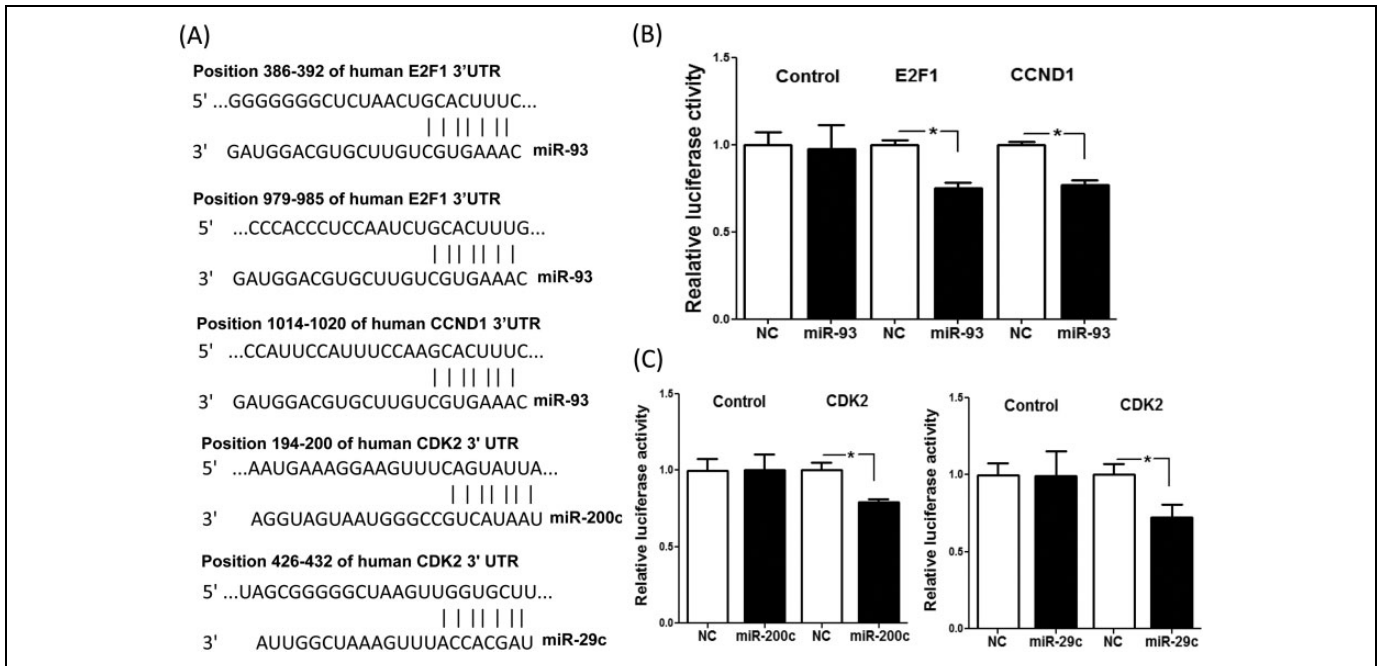 (A)
Position 386-392 of human E2F1 3'UTR
5' ...GGGGGGGCUCUAACUGCACUUUC...
3' GAUGGACGUGCUUGUCGUGAAAC miR-93
Position 979-985 of human E2F1 3'UTR
5' ...CCCACCCUCCAAUCUGCACUUUG...
3' GAUGGACGUGCUUGUCGUGAAAC miR-93
Position 1014-1020 of human CCND1 3'UTR
5' ...CCAUUCCAUUUCCAAGCACUUUC...
3' GAUGGACGUGCUUGUCGUGAAAC miR-93
Position 194-200 of human CDK2 3' UTR
5' ...AAUGAAAGGAAGUUUCAGUAUUA...
3' AGGUAGUAAUGGGCCGUCAUAAU miR-200c
Position 426-432 of human CDK2 3' UTR
5' ...UAGCGGGGGCUAAGUUGGUGCUU...
3' AUUGGCUAAAGUUUACCACGAU miR-29c
(B)
Realative luciferase ctivity
1.5
1.0
0.5
0.0
Control E2F1 CCND1
* *
NC miR-93 NC miR-93 NC miR-93
(C)
Relative luciferase activity
1.5
1.0
0.5
0.0
Control CDK2
*
NC miR-200c NC miR-200c
Relative luciferase activity
1.5
1.0
0.5
0.0
Control CDK2
*
NC miR-29c NC miR-29c